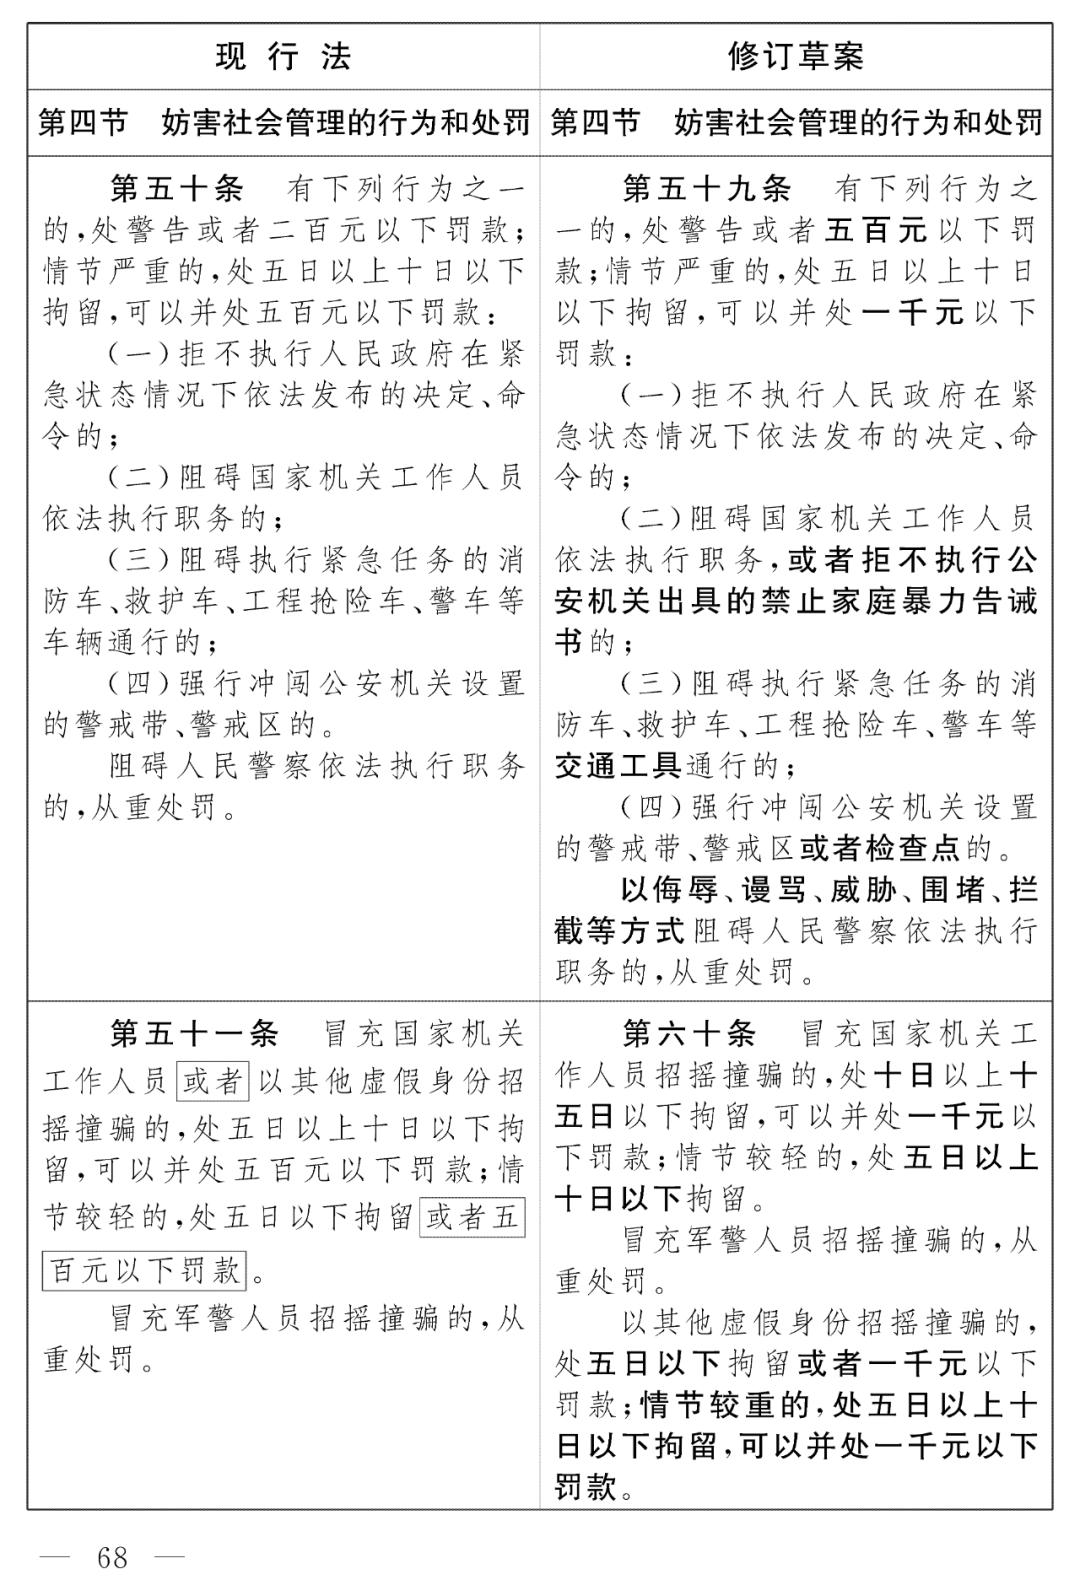 现行法
修订草案
第四节 妨害社会管理的行为和处罚
第四节 妨害社会管理的行为和处罚
第五十条 有下列行为之一
的,处警告或者二百元以下罚款;
情节严重的,处五日以上十日以下
拘留,可以并处五百元以下罚款:
(一)拒不执行人民政府在紧
急状态情况下依法发布的决定、命
令的;
(二)阻碍国家机关工作人员
依法执行职务的;
(三)阻碍执行紧急任务的消
防车、救护车、工程抢险车、警车等
车辆通行的;
(四)强行冲闯公安机关设置
的警戒带、警戒区的。
阻碍人民警察依法执行职务
的,从重处罚。
第五十九条 有下列行为之
一的,处警告或者五百元以下罚
款;情节严重的,处五日以上十日
以下拘留,可以并处一千元以下
罚款:
(一)拒不执行人民政府在紧
急状态情况下依法发布的决定、命
令的;
(二)阻碍国家机关工作人员
依法执行职务,或者拒不执行公
安机关出具的禁止家庭暴力告诫
书的;
(三)阻碍执行紧急任务的消
防车、救护车、工程抢险车、警车等
交通工具通行的;
(四)强行冲闯公安机关设置
的警戒带、警戒区或者检查点的。
以侮辱、谩骂、威胁、围堵、拦
截等方式阻碍人民警察依法执行
职务的,从重处罚。
第五十一条 冒充国家机关
工作人员或者以其他虚假身份招
摇撞骗的,处五日以上十日以下拘
留,可以并处五百元以下罚款;情
节较轻的,处五日以下拘留或者五
百元以下罚款。
冒充军警人员招摇撞骗的,从
重处罚。
第六十条 冒充国家机关工
作人员招摇撞骗的,处十日以上十
五日以下拘留,可以并处一千元以
下罚款;情节较轻的,处五日以上
十日以下拘留。
冒充军警人员招摇撞骗的,从
重处罚。
以其他虚假身份招摇撞骗的,
处五日以下拘留或者一千元以下
罚款;情节较重的,处五日以上十
日以下拘留,可以并处一千元以下
罚款。
— 68 —